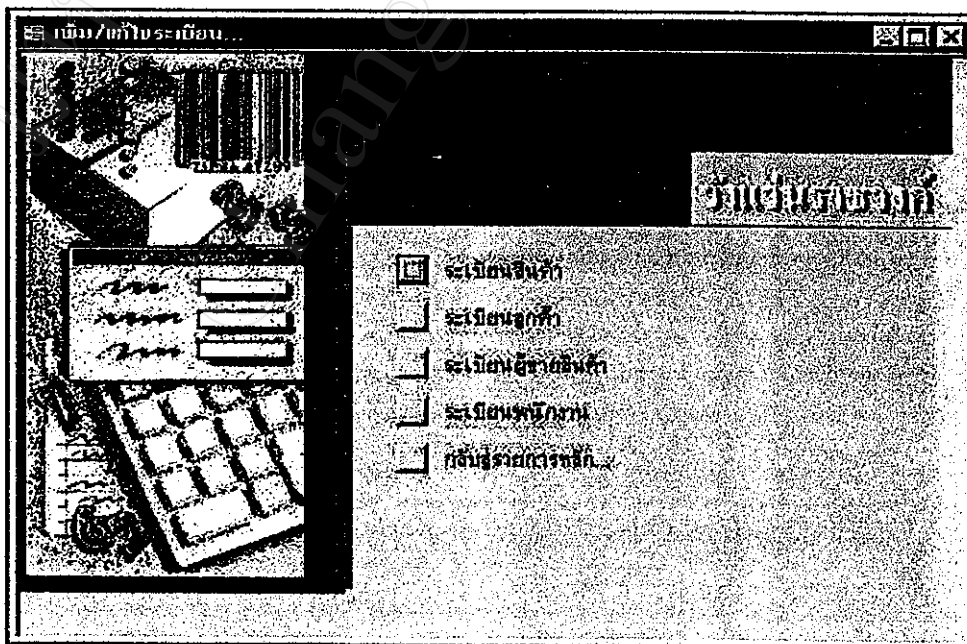 เพิ่ม/แก้ไขระเบียน...
ระเบียนสินค้า
ระเบียนลูกค้า
ระเบียนผู้ขายสินค้า
ระเบียนพนักงาน
กลับสู่รายการหลัก...